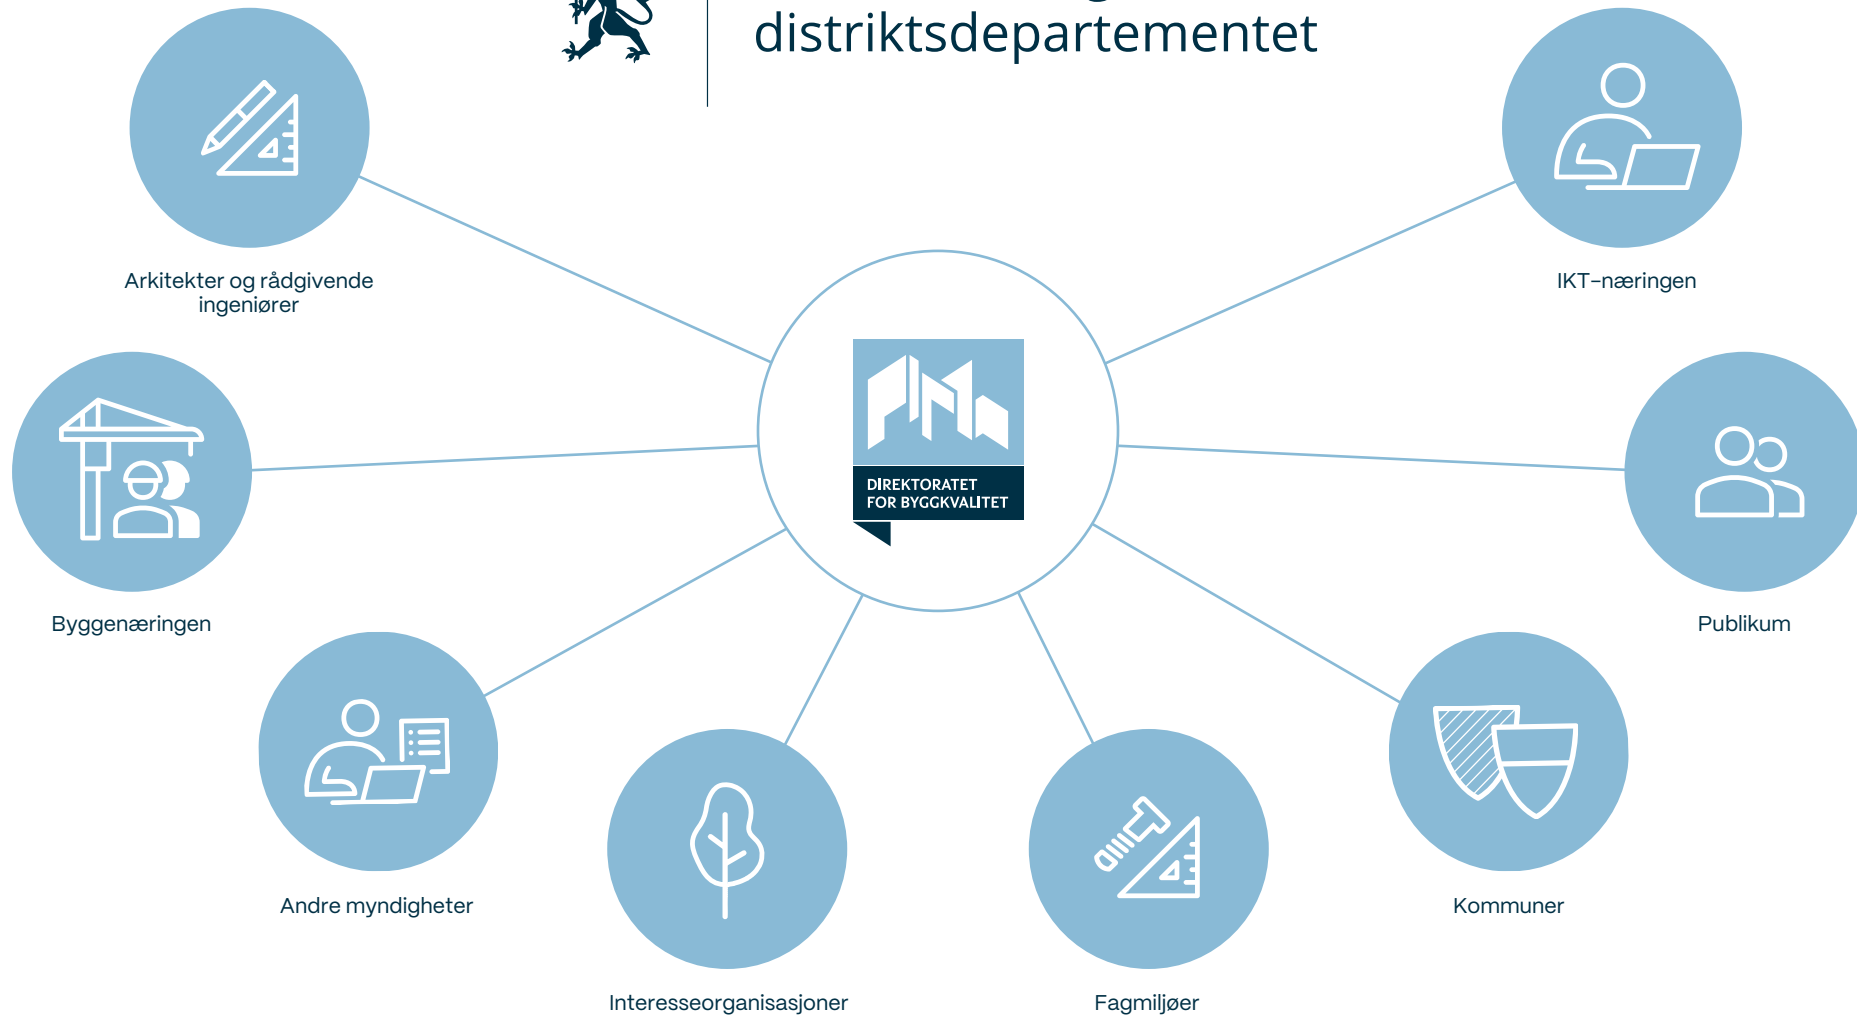 distriktsdepartementet
Arkitekter og rådgivende
ingeniører
IKT-næringen
DIREKTORATET
FOR BYGGKVALITET
Byggenæringen
Publikum
Andre myndigheter
Kommuner
Interesseorganisasjoner
Fagmiljøer